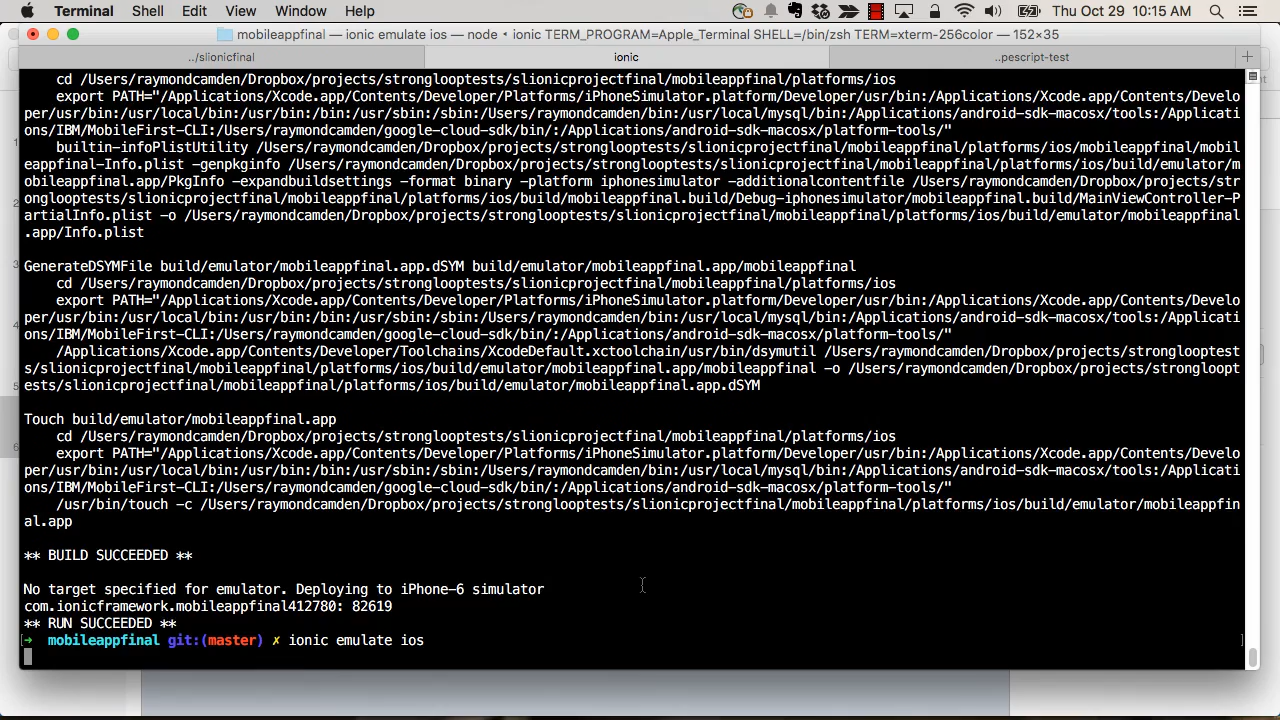 Terminal Shell Edit View Window Help Thu Oct 29 10:15 AM
mobileappfinal — ionic emulate ios — node • ionic TERM_PROGRAM=Apple_Terminal SHELL=/bin/zsh TERM=xterm-256color — 152×35
../slionicfinal ionic ..pescript-test
cd /Users/raymondcamden/Dropbox/projects/strongslooptests/slionicprojectfinal/mobileappfinal/platforms/ios
export PATH="/Applications/Xcode.app/Contents/Developer/Platforms/iPhoneSimulator.platform/Developer/usr/bin:/Applications/Xcode.app/Contents/Develo
per/usr/bin:/usr/local/bin:/usr/bin:/bin:/usr/sbin:/sbin:/Users/raymondcamden/bin:/usr/local/mysql/bin:/Applications/android-sdk-macosx/tools:/Applicati
ons/IBM/MobileFirst-CLI:/Users/raymondcamden/google-cloud-sdk/bin/:/Applications/android-sdk-macosx/platform-tools/"
builtin-infoPlistUtility /Users/raymondcamden/Dropbox/projects/strongslooptests/slionicprojectfinal/mobileappfinal/platforms/ios/mobileappfinal/mobil
eappfinal-Info.plist -genpkginfo /Users/raymondcamden/Dropbox/projects/strongslooptests/slionicprojectfinal/mobileappfinal/platforms/ios/build/emulator/m
obileappfinal.app/PkgInfo -expandbuildsettings -format binary -platform iphonesimulator -additionalcontentfile /Users/raymondcamden/Dropbox/projects/str
onglooptests/slionicprojectfinal/mobileappfinal/platforms/ios/build/mobileappfinal.build/Debug-iphonesimulator/mobileappfinal.build/MainViewController-P
artialInfo.plist -o /Users/raymondcamden/Dropbox/projects/strongslooptests/slionicprojectfinal/mobileappfinal/platforms/ios/build/emulator/mobileappfinal
.app/Info.plist
GenerateDSYMFile build/emulator/mobileappfinal.app.dSYM build/emulator/mobileappfinal.app/mobileappfinal
cd /Users/raymondcamden/Dropbox/projects/strongslooptests/slionicprojectfinal/mobileappfinal/platforms/ios
export PATH="/Applications/Xcode.app/Contents/Developer/Platforms/iPhoneSimulator.platform/Developer/usr/bin:/Applications/Xcode.app/Contents/Develo
per/usr/bin:/usr/local/bin:/usr/bin:/bin:/usr/sbin:/sbin:/Users/raymondcamden/bin:/usr/local/mysql/bin:/Applications/android-sdk-macosx/tools:/Applicati
ons/IBM/MobileFirst-CLI:/Users/raymondcamden/google-cloud-sdk/bin/:/Applications/android-sdk-macosx/platform-tools/"
/Applications/Xcode.app/Contents/Developer/Toolchains/XcodeDefault.xctoolchain/usr/bin/dsymutil /Users/raymondcamden/Dropbox/projects/stronglooptest
s/slionicprojectfinal/mobileappfinal/platforms/ios/build/emulator/mobileappfinal.app/mobileappfinal -o /Users/raymondcamden/Dropbox/projects/strongloopt
ests/slionicprojectfinal/mobileappfinal/platforms/ios/build/emulator/mobileappfinal.app.dSYM
Touch build/emulator/mobileappfinal.app
cd /Users/raymondcamden/Dropbox/projects/stronglooptests/slionicprojectfinal/mobileappfinal/platforms/ios
export PATH="/Applications/Xcode.app/Contents/Developer/Platforms/iPhoneSimulator.platform/Developer/usr/bin:/Applications/Xcode.app/Contents/Develo
per/usr/bin:/usr/local/bin:/usr/bin:/bin:/usr/sbin:/sbin:/Users/raymondcamden/bin:/usr/local/mysql/bin:/Applications/android-sdk-macosx/tools:/Applicati
ons/IBM/MobileFirst-CLI:/Users/raymondcamden/google-cloud-sdk/bin/:/Applications/android-sdk-macosx/platform-tools/"
/usr/bin/touch -c /Users/raymondcamden/Dropbox/projects/stronglooptests/slionicprojectfinal/mobileappfinal/platforms/ios/build/emulator/mobileappfin
al.app
** BUILD SUCCEEDED **
No target specified for emulator. Deploying to iPhone-6 simulator
com.ionicframework.mobileappfinal412780: 82619
** RUN SUCCEEDED **
[→ mobileappfinal git:(master) ✗ ionic emulate ios ]